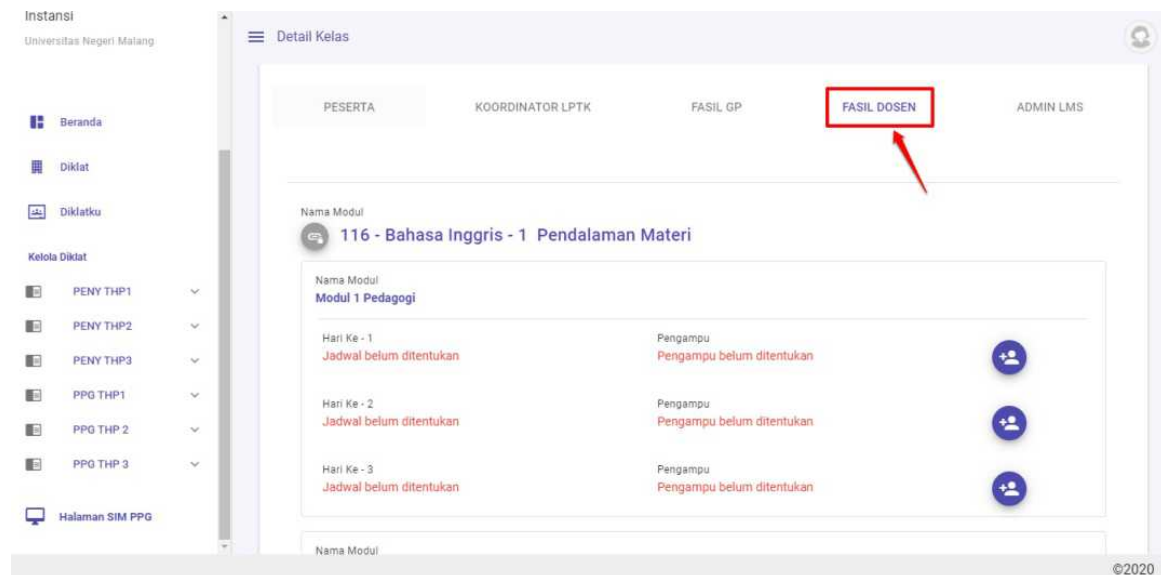 Instansi
Universitas Negeri Malang
Beranda
Diklat
Diklatku
Kelola Diklat
PENY THP1
PENY THP2
PENY THP3
PPG THP1
PPG THP 2
PPG THP 3
Halaman SIM PPG
Detail Kelas
PESERTA KOORDINATOR LPTK FASIL GP FASIL DOSEN ADMIN LMS
Nama Modul
116 - Bahasa Inggris - 1 Pendalaman Materi
Nama Modul
Modul 1 Pedagogi
Hari Ke - 1 Pengampu
Jadwal belum ditentukan Pengampu belum ditentukan
Hari Ke - 2 Pengampu
Jadwal belum ditentukan Pengampu belum ditentukan
Hari Ke - 3 Pengampu
Jadwal belum ditentukan Pengampu belum ditentukan
Nama Modul
©2020